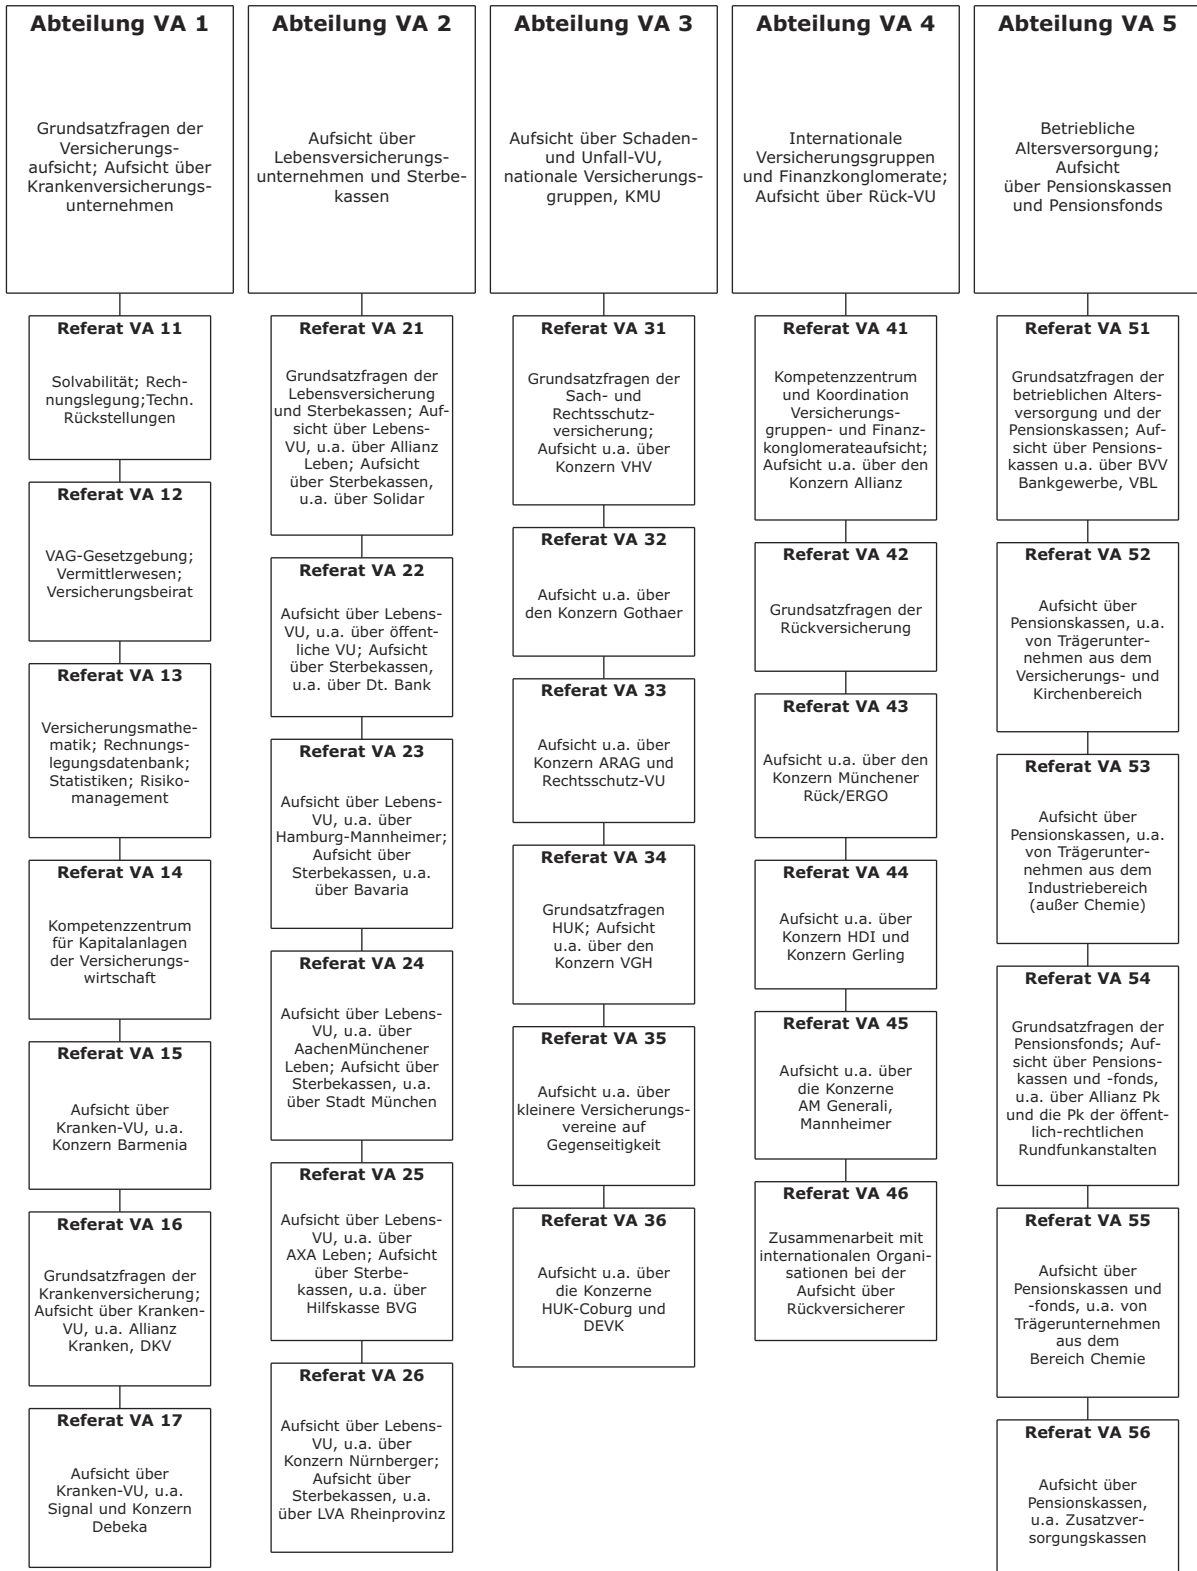 Abteilung VA 1
Grundsatzfragen der
Versicherungs-
aufsicht; Aufsicht über
Krankenversicherungs-
unternehmen
Referat VA 11
Solvabilität; Rech-
nungslegung;Techn.
Rückstellungen
Referat VA 12
VAG-Gesetzgebung;
Vermittlerwesen;
Versicherungsbeirat
Referat VA 13
Versicherungsmathe-
matik; Rechnungs-
legungsdatenbank;
Statistiken; Risiko-
management
Referat VA 14
Kompetenzzentrum
für Kapitalanlagen
der Versicherungs-
wirtschaft
Referat VA 15
Aufsicht über
Kranken-VU, u.a.
Konzern Barmenia
Referat VA 16
Grundsatzfragen der
Krankenversicherung;
Aufsicht über Kranken-
VU, u.a. Allianz
Kranken, DKV
Referat VA 17
Aufsicht über
Kranken-VU, u.a.
Signal und Konzern
Debeka
Abteilung VA 2
Aufsicht über
Lebensversicherungs-
unternehmen und Sterbe-
kassen
Referat VA 21
Grundsatzfragen der
Lebensversicherung
und Sterbekassen; Auf-
sicht über Lebens-
VU, u.a. über Allianz
Leben; Aufsicht
über Sterbekassen,
u.a. über Solidar
Referat VA 22
Aufsicht über Lebens-
VU, u.a. über öffent-
liche VU; Aufsicht
über Sterbekassen,
u.a. über Dt. Bank
Referat VA 23
Aufsicht über Lebens-
VU, u.a. über
Hamburg-Mannheimer;
Aufsicht über
Sterbekassen, u.a.
über Bavaria
Referat VA 24
Aufsicht über Lebens-
VU, u.a. über
AachenMünchener
Leben; Aufsicht über
Sterbekassen, u.a.
über Stadt München
Referat VA 25
Aufsicht über Lebens-
VU, u.a. über
AXA Leben; Aufsicht
über Sterbe-
kassen, u.a. über
Hilfskasse BVG
Referat VA 26
Aufsicht über Lebens-
VU, u.a. über
Konzern Nürnberger;
Aufsicht über
Sterbekassen, u.a.
über LVA Rheinprovinz
Abteilung VA 3
Aufsicht über Schaden-
und Unfall-VU,
nationale Versicherungs-
gruppen, KMU
Referat VA 31
Grundsatzfragen der
Sach- und
Rechtsschutz-
versicherung;
Aufsicht u.a. über
Konzern VHV
Referat VA 32
Aufsicht u.a. über
den Konzern Gothaer
Referat VA 33
Aufsicht u.a. über
Konzern ARAG und
Rechtsschutz-VU
Referat VA 34
Grundsatzfragen
HUK; Aufsicht
u.a. über den
Konzern VGH
Referat VA 35
Aufsicht u.a. über
kleinere Versicherungs-
vereine auf
Gegenseitigkeit
Referat VA 36
Aufsicht u.a. über
die Konzerne
HUK-Coburg und
DEVK
Abteilung VA 4
Internationale
Versicherungsgruppen
und Finanzkonglomerate;
Aufsicht über Rück-VU
Referat VA 41
Kompetenzzentrum
und Koordination
Versicherungs-
gruppen- und Finanz-
konglomerateaufsicht;
Aufsicht u.a. über den
Konzern Allianz
Referat VA 42
Grundsatzfragen der
Rückversicherung
Referat VA 43
Aufsicht u.a. über den
Konzern Münchener
Rück/ERGO
Referat VA 44
Aufsicht u.a. über
Konzern HDI und
Konzern Gerling
Referat VA 45
Aufsicht u.a. über
die Konzerne
AM Generali,
Mannheimer
Referat VA 46
Zusammenarbeit mit
internationalen Organi-
sationen bei der
Aufsicht über
Rückversicherer
Abteilung VA 5
Betriebliche
Altersversorgung;
Aufsicht
über Pensionskassen
und Pensionsfonds
Referat VA 51
Grundsatzfragen der
betrieblichen Alters-
versorgung und der
Pensionskassen; Auf-
sicht über Pensions-
kassen u.a. über BVV
Bankgewerbe, VBL
Referat VA 52
Aufsicht über
Pensionskassen, u.a.
von Trägerunter-
nehmen aus dem
Versicherungs- und
Kirchenbereich
Referat VA 53
Aufsicht über
Pensionskassen, u.a.
von Trägerunter-
nehmen aus dem
Industriebereich
(außer Chemie)
Referat VA 54
Grundsatzfragen der
Pensionsfonds; Auf-
sicht über Pensions-
kassen und -fonds,
u.a. über Allianz Pk
und die Pk der öffent-
lich-rechtlichen
Rundfunkanstalten
Referat VA 55
Aufsicht über
Pensionskassen und
-fonds, u.a. von
Trägerunternehmen
aus dem
Bereich Chemie
Referat VA 56
Aufsicht über
Pensionskassen,
u.a. Zusatzver-
sorgungskassen